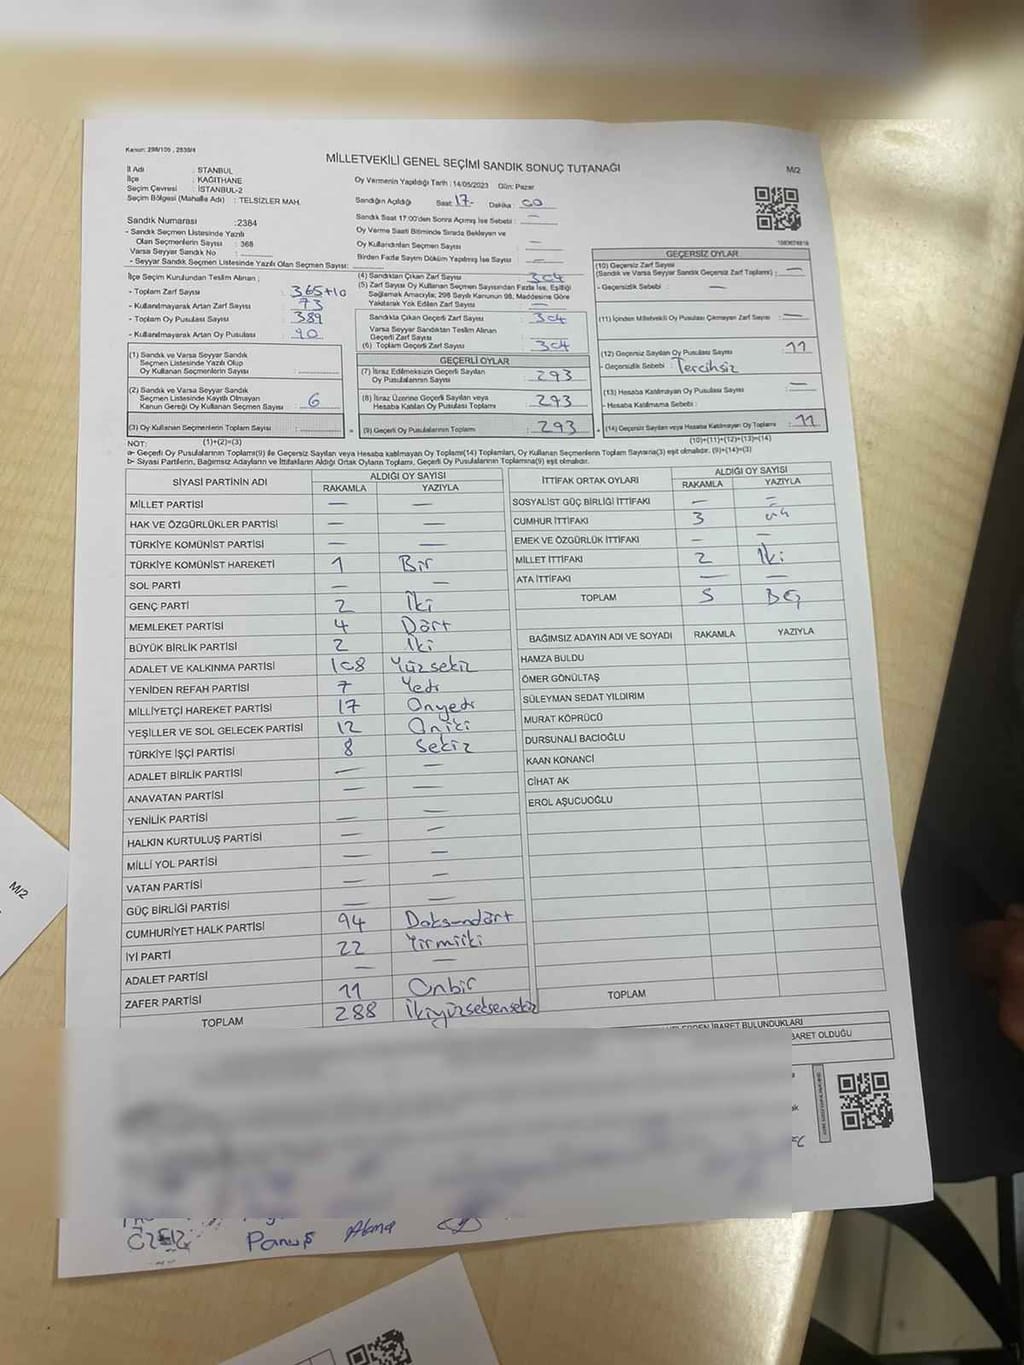 Kanun: 298/105 , 2839/4
MİLLETVEKİLİ GENEL SEÇİMİ SANDIK SONUÇ TUTANAĞI
M/2
İl Adı : STANBUL
İlçe : KAĞITHANE
Seçim Çevresi : İSTANBUL-2
Seçim Bölgesi (Mahalle Adı) : TELSİZLER MAH.
Oy Vermenin Yapıldığı Tarih : 14/05/2023 Gün: Pazar
Sandığın Açıldığı Saat: 17- Dakika : 00
Sandık Saat 17:00'den Sonra Açılmış İse Sebebi : —
Oy Verme Saati Bitiminde Sırada Bekleyen ve
Oy Kullandırılan Seçmen Sayısı —
Birden Fazla Sayım Döküm Yapılmış İse Sayısı —
Sandık Numarası :2384
- Sandık Seçmen Listesinde Yazılı
Olan Seçmenlerin Sayısı : 368
Varsa Seyyar Sandık No :
- Seyyar Sandık Seçmen Listesinde Yazılı Olan Seçmen Sayısı:
İlçe Seçim Kurulundan Teslim Alınan ;
- Toplam Zarf Sayısı : 365+10
- Kullanılmayarak Artan Zarf Sayısı : 73
- Toplam Oy Pusulası Sayısı : 389
- Kullanılmayarak Artan Oy Pusulası : 90
(1) Sandık ve Varsa Seyyar Sandık
Seçmen Listesinde Yazılı Olup
Oy Kullanan Seçmenlerin Sayısı :
(2) Sandık ve Varsa Seyyar Sandık
Seçmen Listesinde Kayıtlı Olmayan
Kanun Gereği Oy Kullanan Seçmen Sayısı : 6
(3) Oy Kullanan Seçmenlerin Toplam Sayısı :
(4) Sandıktan Çıkan Zarf Sayısı : 304
(5) Zarf Sayısı Oy Kullanan Seçmen Sayısından Fazla İse, Eşitliği
Sağlamak Amacıyla; 298 Sayılı Kanunun 98. Maddesine Göre
Yakılarak Yok Edilen Zarf Sayısı : —
Sandıkta Çıkan Geçerli Zarf Sayısı : 304
Varsa Seyyar Sandıktan Teslim Alınan
Geçerli Zarf Sayısı :
(6) Toplam Geçerli Zarf Sayısı : 304
GEÇERLİ OYLAR
(7) İtiraz Edilmeksizin Geçerli Sayılan
Oy Pusulalarının Sayısı : 293
(8) İtiraz Üzerine Geçerli Sayılan veya
Hesaba Katılan Oy Pusulası Toplamı : 293
= (9) Geçerli Oy Pusulalarının Toplamı : 293
GEÇERSİZ OYLAR
(10) Geçersiz Zarf Sayısı
(Sandık ve Varsa Seyyar Sandık Geçersiz Zarf Toplamı) : —
- Geçersizlik Sebebi : —
(11) İçinden Milletvekili Oy Pusulası Çıkmayan Zarf Sayısı : —
(12) Geçersiz Sayılan Oy Pusulası Sayısı : 11
- Geçersizlik Sebebi : Tercihsiz
(13) Hesaba Katılmayan Oy Pusulası Sayısı : —
- Hesaba Katılmama Sebebi :
+ (14) Geçersiz Sayılan veya Hesaba Katılmayan Oy Toplamı : 11
NOT: (1)+(2)=(3)
(10)+(11)+(12)+(13)=(14)
a- Geçerli Oy Pusulalarının Toplamı(9) ile Geçersiz Sayılan veya Hesaba katılmayan Oy Toplamı(14) Toplamları, Oy Kullanan Seçmenlerin Toplam Sayısına(3) eşit olmalıdır. (9)+(14)=(3)
b- Siyasi Partilerin, Bağımsız Adayların ve İttifakların Aldığı Ortak Oyların Toplamı, Geçerli Oy Pusulalarının Toplamına(9) eşit olmalıdır.
SİYASİ PARTİNİN ADI ALDIĞI OY SAYISI
RAKAMLA YAZIYLA
MİLLET PARTİSİ — —
HAK VE ÖZGÜRLÜKLER PARTİSİ — —
TÜRKİYE KOMÜNİST PARTİSİ — —
TÜRKİYE KOMÜNİST HAREKETİ 1 Bir
SOL PARTİ — —
GENÇ PARTİ 2 İki
MEMLEKET PARTİSİ 4 Dört
BÜYÜK BİRLİK PARTİSİ 2 İki
ADALET VE KALKINMA PARTİSİ 108 Yüzsekiz
YENİDEN REFAH PARTİSİ 7 Yedi
MİLLİYETÇİ HAREKET PARTİSİ 17 Onyedi
YEŞİLLER VE SOL GELECEK PARTİSİ 12 Oniki
TÜRKİYE İŞÇİ PARTİSİ 8 Sekiz
ADALET BİRLİK PARTİSİ — —
ANAVATAN PARTİSİ — —
YENİLİK PARTİSİ — —
HALKIN KURTULUŞ PARTİSİ — —
MİLLİ YOL PARTİSİ — —
VATAN PARTİSİ — —
GÜÇ BİRLİĞİ PARTİSİ — —
CUMHURİYET HALK PARTİSİ 94 Doksandört
İYİ PARTİ 22 Yirmiiki
ADALET PARTİSİ — —
ZAFER PARTİSİ 11 Onbir
TOPLAM 288 İkiyüzseksensekiz
İTTİFAK ORTAK OYLARI ALDIĞI OY SAYISI
RAKAMLA YAZIYLA
SOSYALİST GÜÇ BİRLİĞİ İTTİFAKI — —
CUMHUR İTTİFAKI 3 üç
EMEK VE ÖZGÜRLÜK İTTİFAKI — —
MİLLET İTTİFAKI 2 İki
ATA İTTİFAKI — —
TOPLAM 5 Beş
BAĞIMSIZ ADAYIN ADI VE SOYADI RAKAMLA YAZIYLA
HAMZA BULDU
ÖMER GÖNÜLTAŞ
SÜLEYMAN SEDAT YILDIRIM
MURAT KÖPRÜCÜ
DURSUNALİ BACIOĞLU
KAAN KONANCİ
CİHAT AK
EROL AŞUCUOĞLU
TOPLAM
İBARET BULUNDUKLARI
BARET OLDUĞU
M/2